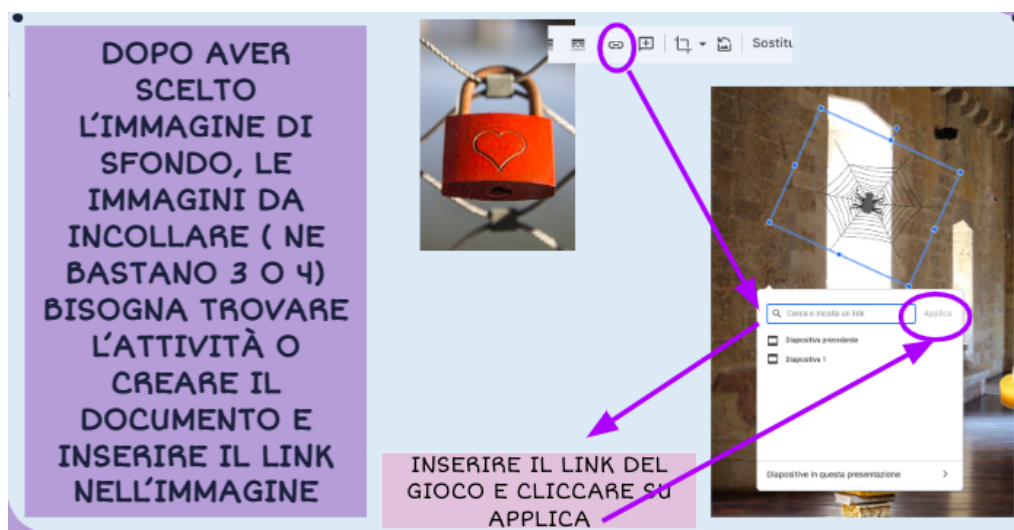 DOPO AVER
SCELTO
L'IMMAGINE DI
SFONDO, LE
IMMAGINI DA
INCOLLARE ( NE
BASTANO 3 O 4)
BISOGNA TROVARE
L'ATTIVITÀ O
CREARE IL
DOCUMENTO E
INSERIRE IL LINK
NELL'IMMAGINE
Sostitu
Cerca o incolla un link
Applica
Diapositiva precedente
Diapositiva 1
Diapositive in questa presentazione
INSERIRE IL LINK DEL
GIOCO E CLICCARE SU
APPLICA